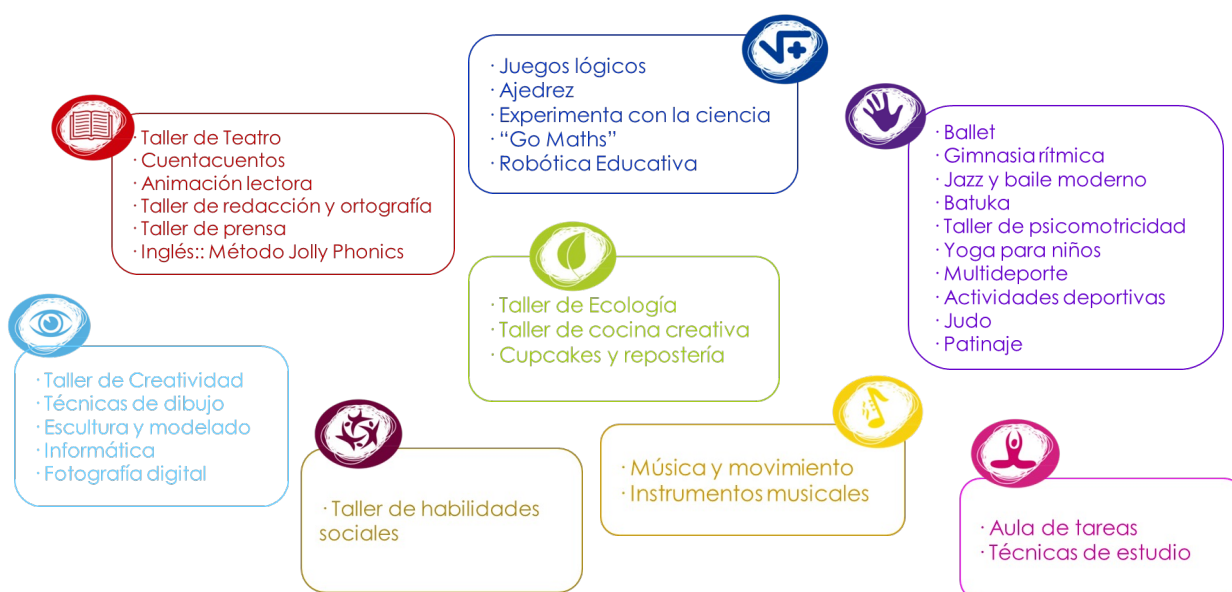 · Juegos lógicos
· Ajedrez
· Experimenta con la ciencia
· “Go Maths”
· Robótica Educativa
· Taller de Teatro
· Cuentacuentos
· Animación lectora
· Taller de redacción y ortografía
· Taller de prensa
· Inglés:: Método Jolly Phonics
· Ballet
· Gimnasia rítmica
· Jazz y baile moderno
· Batuka
· Taller de psicomotricidad
· Yoga para niños
· Multideporte
· Actividades deportivas
· Judo
· Patinaje
· Taller de Ecología
· Taller de cocina creativa
· Cupcakes y repostería
· Taller de Creatividad
· Técnicas de dibujo
· Escultura y modelado
· Informática
· Fotografía digital
· Taller de habilidades
sociales
· Música y movimiento
· Instrumentos musicales
· Aula de tareas
· Técnicas de estudio